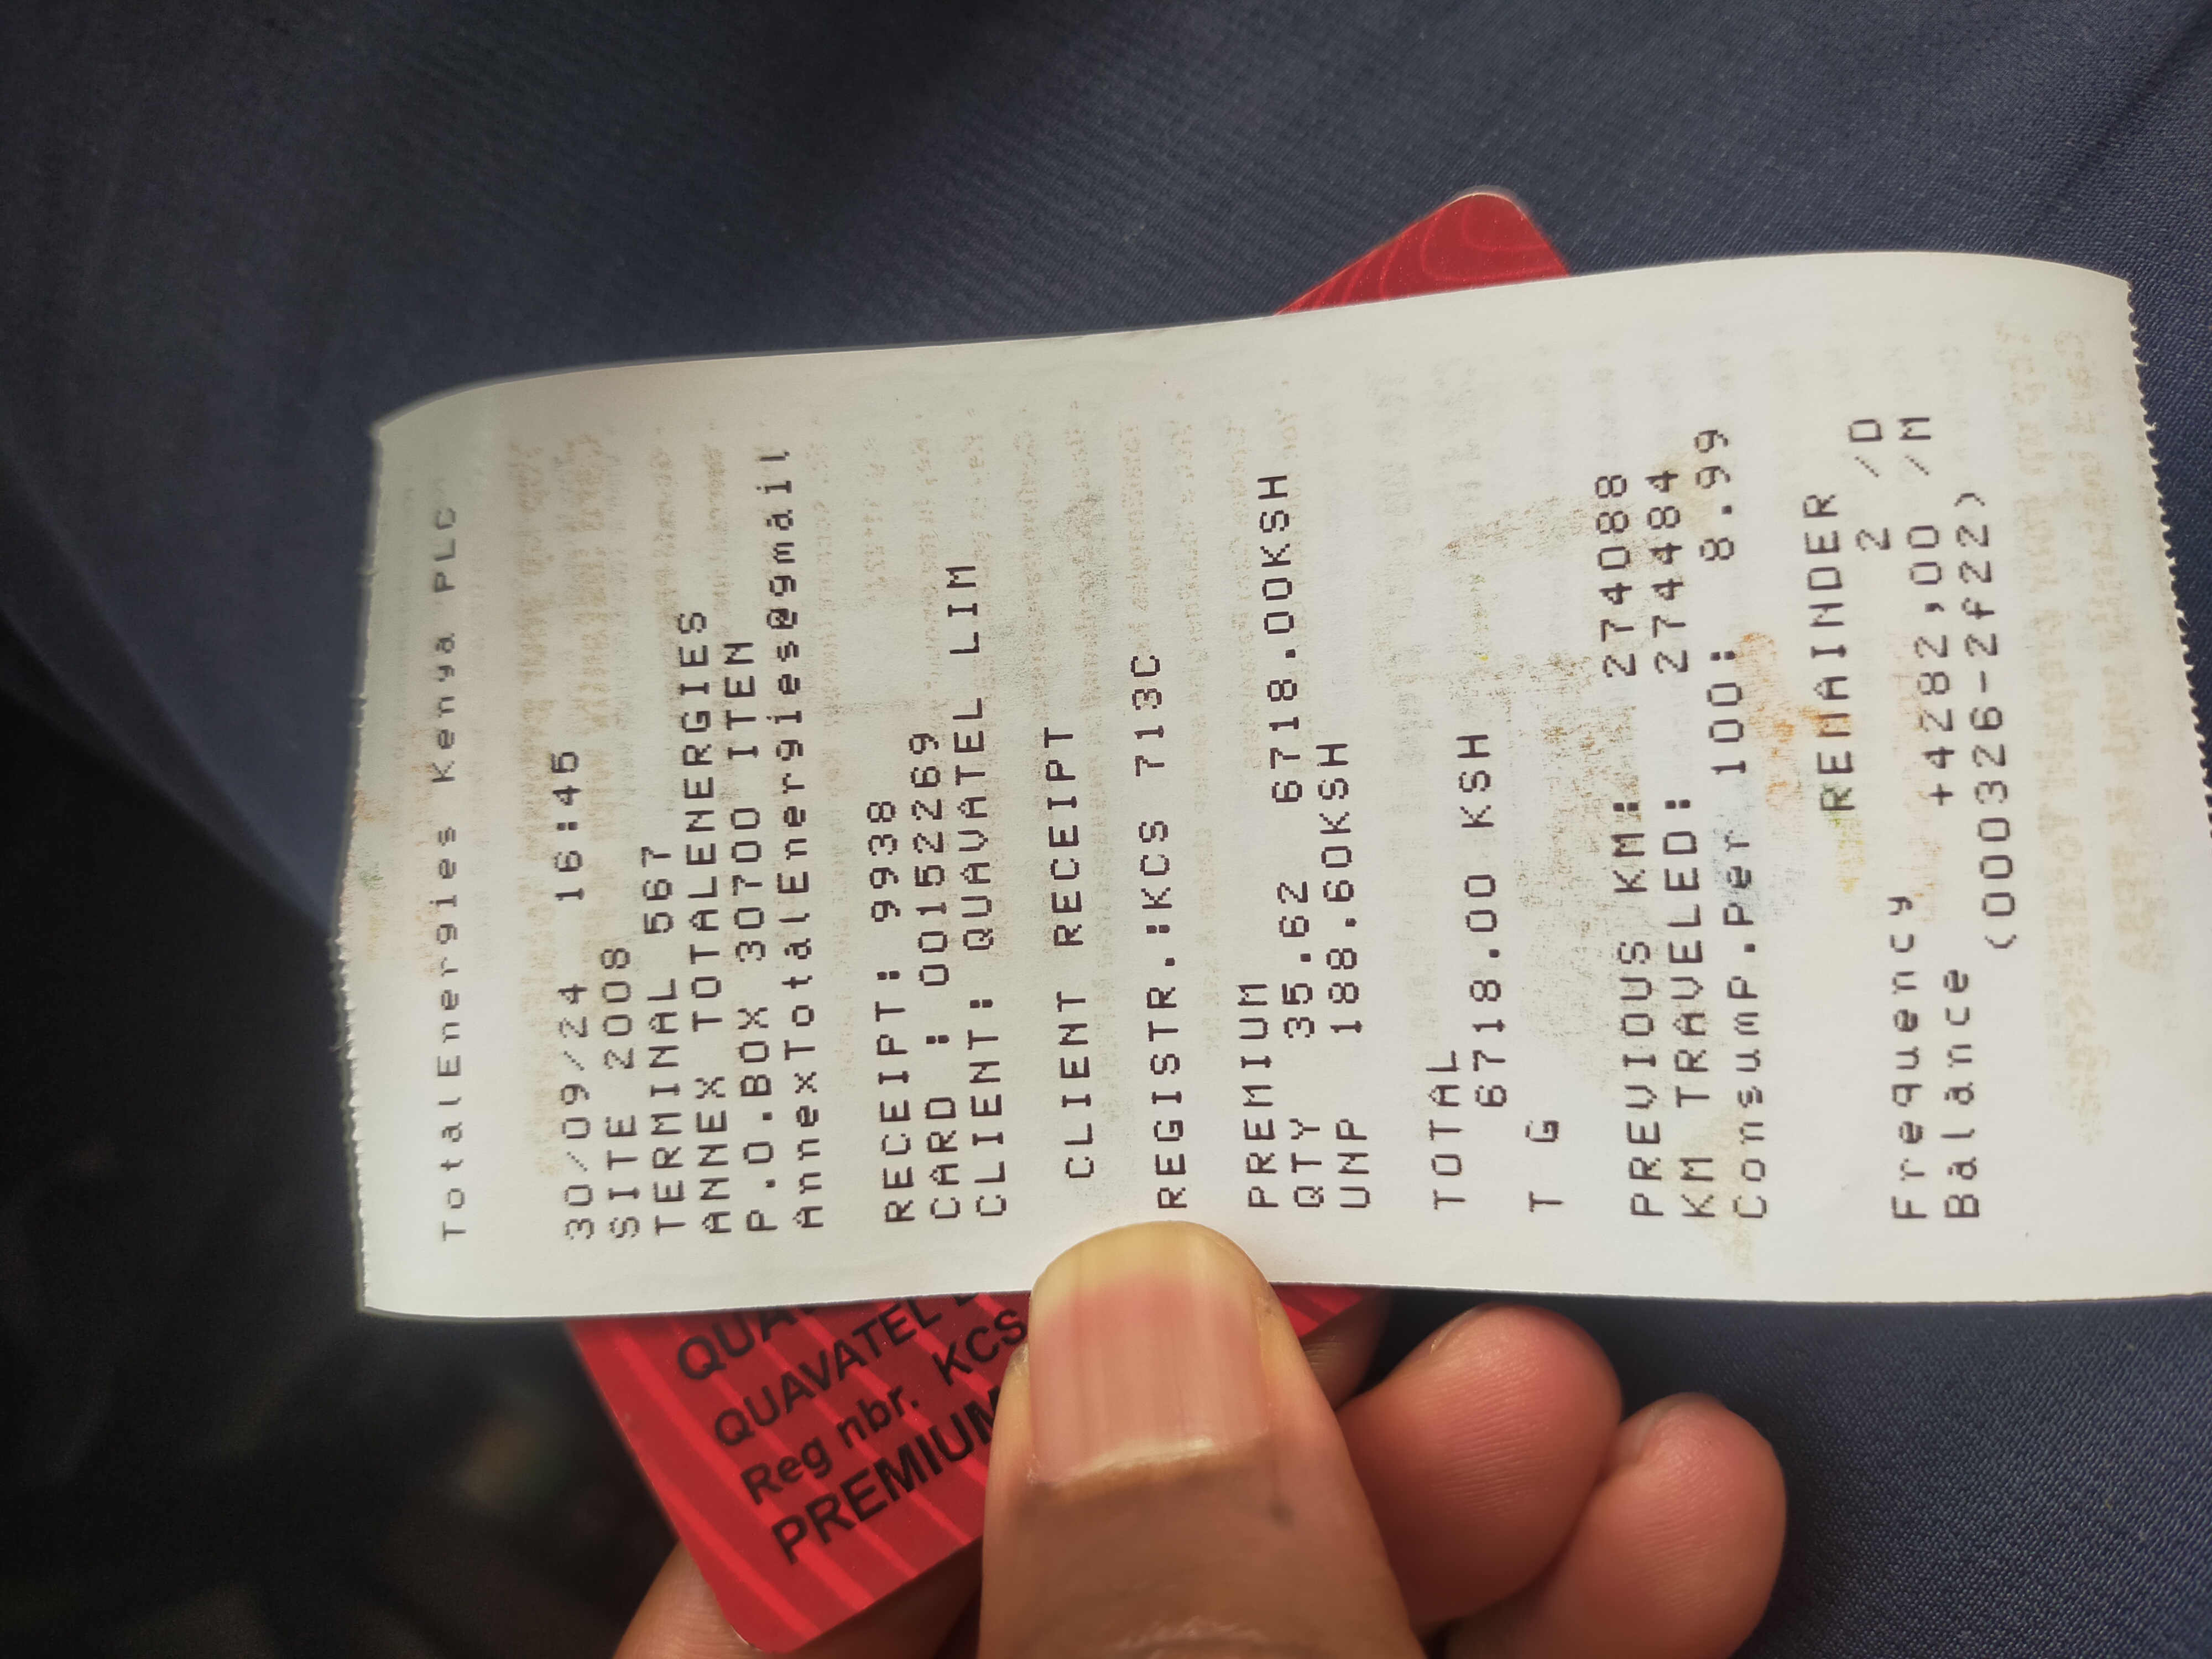 TotalEnergies Kenya PLC
30/09/24 16:45
SITE 2008
TERMINAL 567
ANNEX TOTALENERGIES
P.O.BOX 30700 ITEN
AnnexTotalEnergies@gmail
RECEIPT: 9938
CARD : 00152269
CLIENT: QUAVATEL LIM
CLIENT RECEIPT
REGISTR.:KCS 713C
PREMIUM
QTY 35.62 6718.00KSH
UNP 188.60KSH
TOTAL
6718.00 KSH
T G
PREVIOUS KM: 274088
KM TRAVELED: 274484
Consump.Per 100: 8.99
REMAINDER
Frequency 2 /D
Balance +4282,00 /M
(000326-2f22)
QUAVATEL
Reg nbr. KCS
PREMIUM